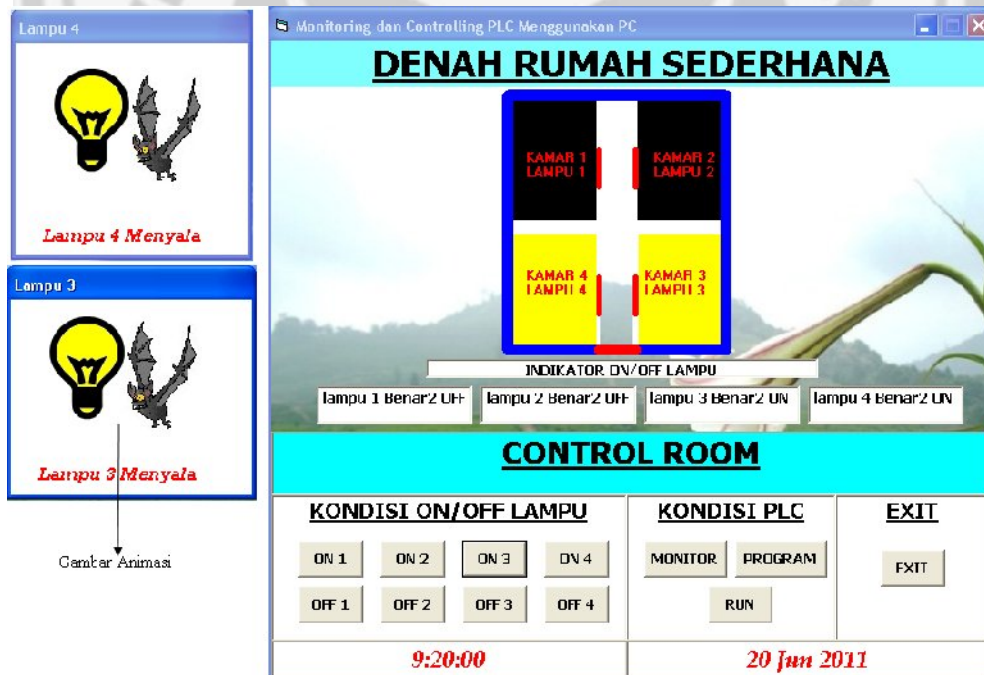 Lampu 4
Lampu 4 Menyala
Lampu 3
Lampu 3 Menyala
Gambar Animasi
Monitoring dan Controlling PLC Menggunakan PC
DENAH RUMAH SEDERHANA
KAMAR 1
LAMPU 1
KAMAR 2
LAMPU 2
KAMAR 4
LAMPU 4
KAMAR 3
LAMPU 3
INDIKATOR ON/OFF LAMPU
lampu 1 Benar2 OFF
lampu 2 Benar2 OFF
lampu 3 Benar2 ON
lampu 4 Benar2 ON
CONTROL ROOM
KONDISI ON/OFF LAMPU
ON 1
ON 2
ON 3
ON 4
OFF 1
OFF 2
OFF 3
OFF 4
KONDISI PLC
MONITOR
PROGRAM
RUN
EXIT
EXIT
9:20:00
20 Jun 2011